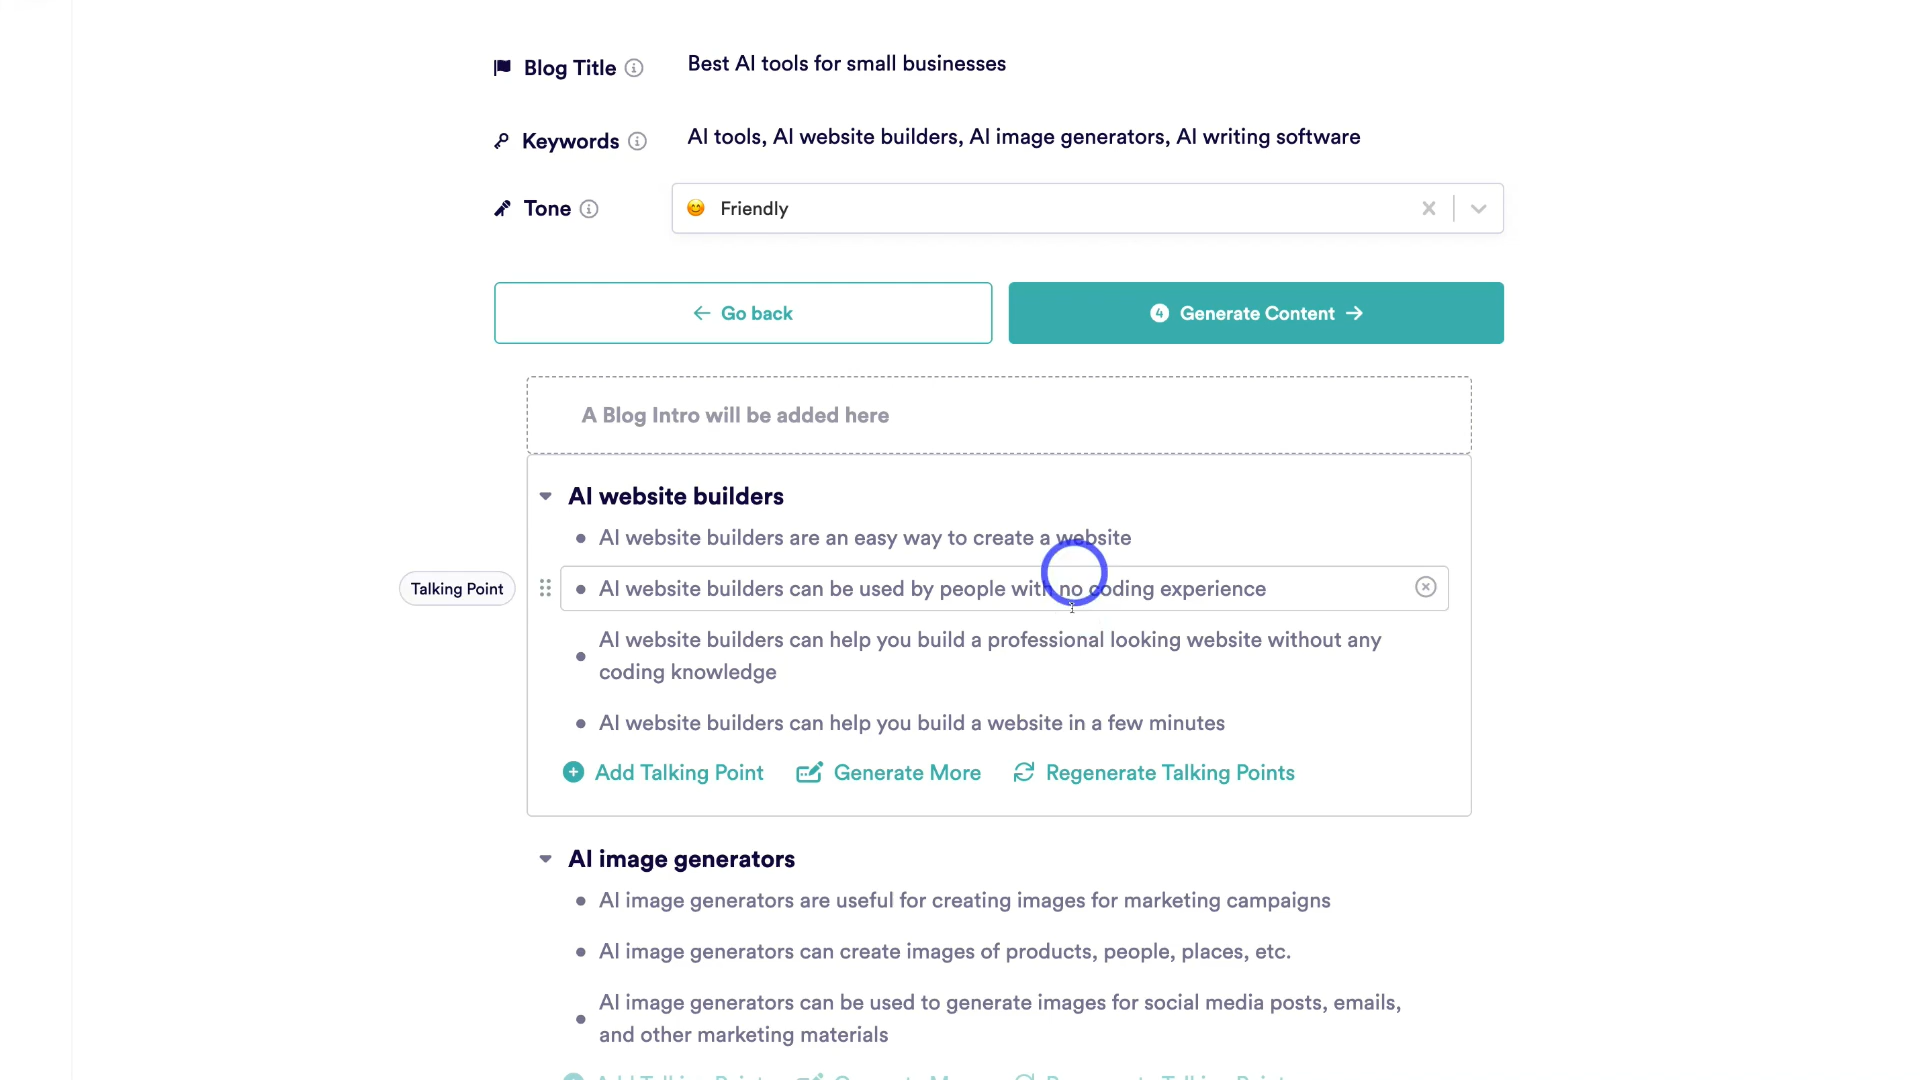 Blog Title
Best AI tools for small businesses
Keywords
AI tools, AI website builders, AI image generators, AI writing software
Tone
Friendly
← Go back
4 Generate Content →
A Blog Intro will be added here
AI website builders
• AI website builders are an easy way to create a website
Talking Point
• AI website builders can be used by people with no coding experience
• AI website builders can help you build a professional looking website without any
coding knowledge
• AI website builders can help you build a website in a few minutes
Add Talking Point
Generate More
Regenerate Talking Points
AI image generators
• AI image generators are useful for creating images for marketing campaigns
• AI image generators can create images of products, people, places, etc.
• AI image generators can be used to generate images for social media posts, emails,
and other marketing materials